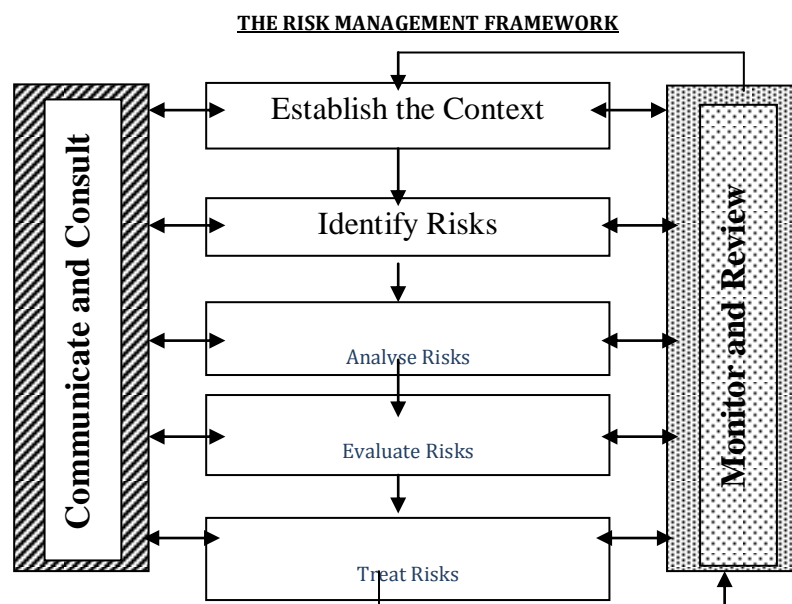 THE RISK MANAGEMENT FRAMEWORK
Establish the Context
Identify Risks
Analyse Risks
Evaluate Risks
Treat Risks
Communicate and Consult
Monitor and Review